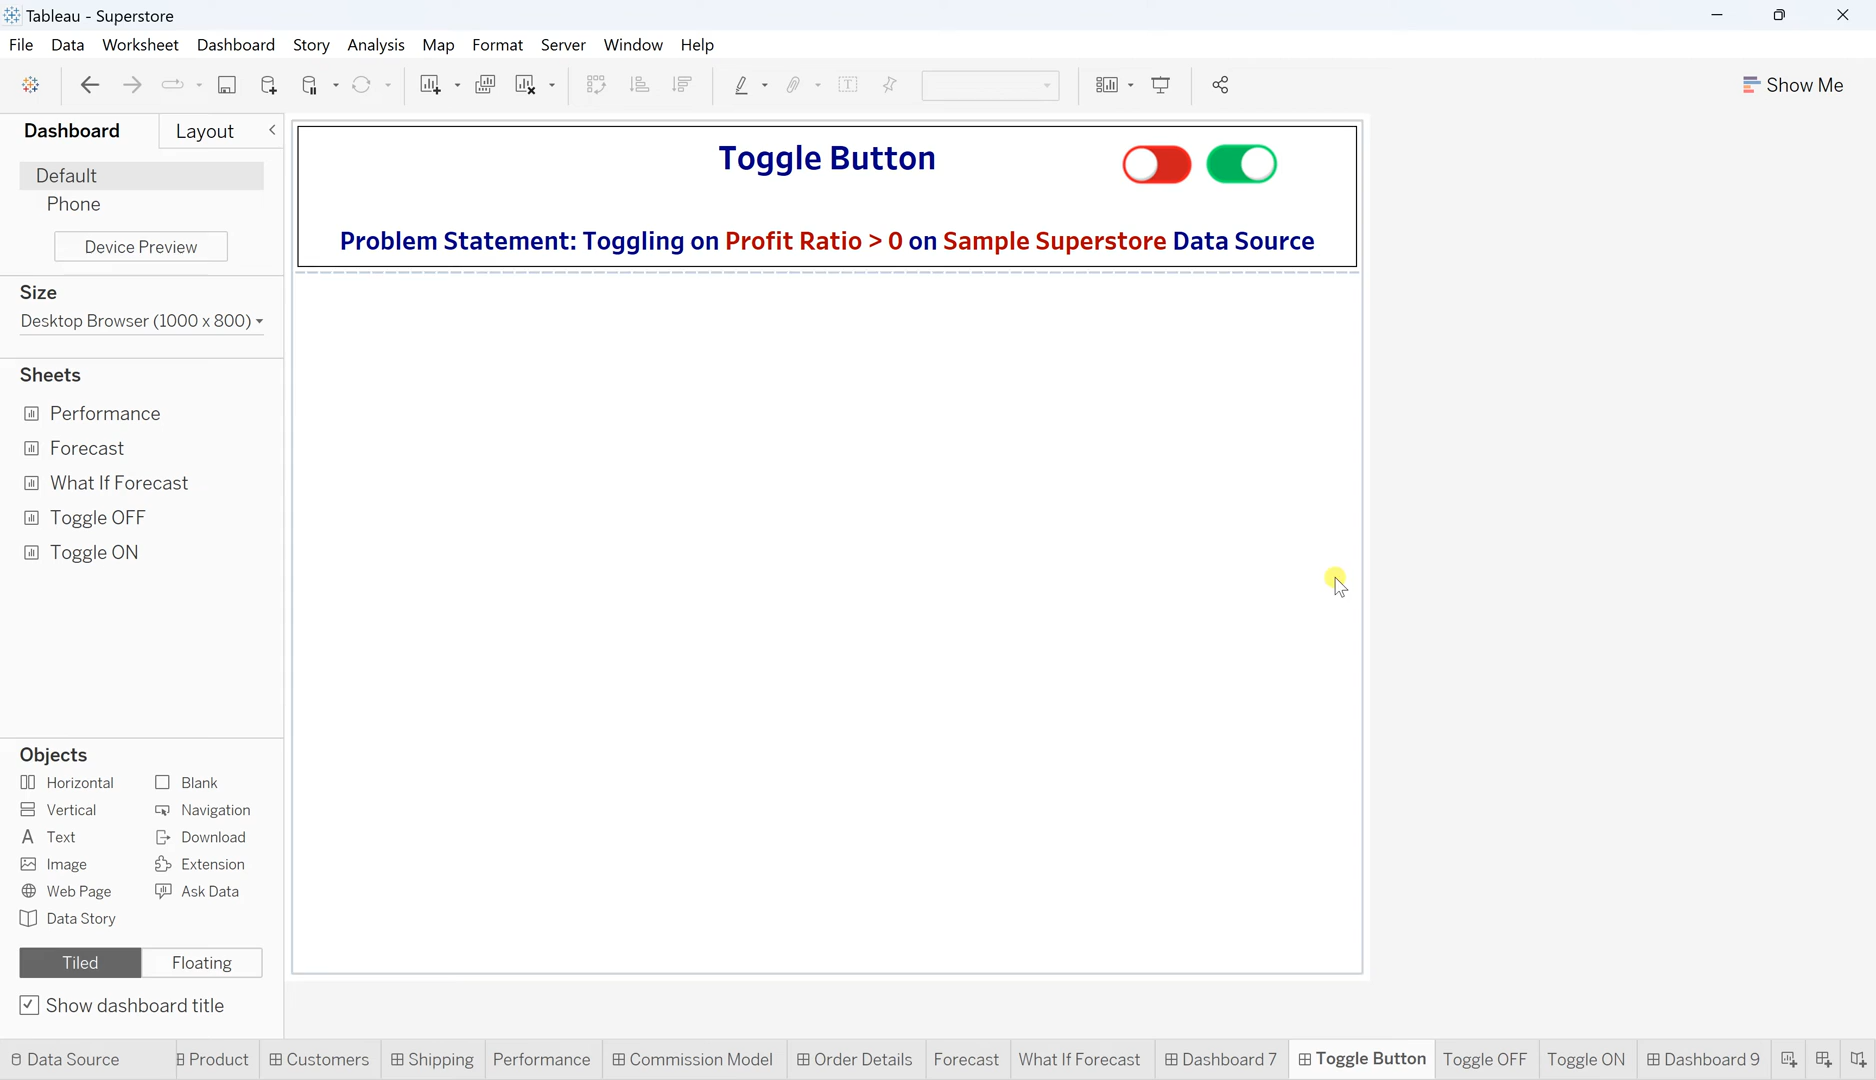 Tableau - Superstore
File Data Worksheet Dashboard Story Analysis Map Format Server Window Help
Show Me
Dashboard Layout
Default
Phone
Device Preview
Size
Desktop Browser (1000 x 800)
Sheets
Performance
Forecast
What If Forecast
Toggle OFF
Toggle ON
Objects
Horizontal Blank
Vertical Navigation
Text Download
Image Extension
Web Page Ask Data
Data Story
Tiled Floating
Show dashboard title
Toggle Button
Problem Statement: Toggling on Profit Ratio > 0 on Sample Superstore Data Source
Data Source Product Customers Shipping Performance Commission Model Order Details Forecast What If Forecast Dashboard 7 Toggle Button Toggle OFF Toggle ON Dashboard 9